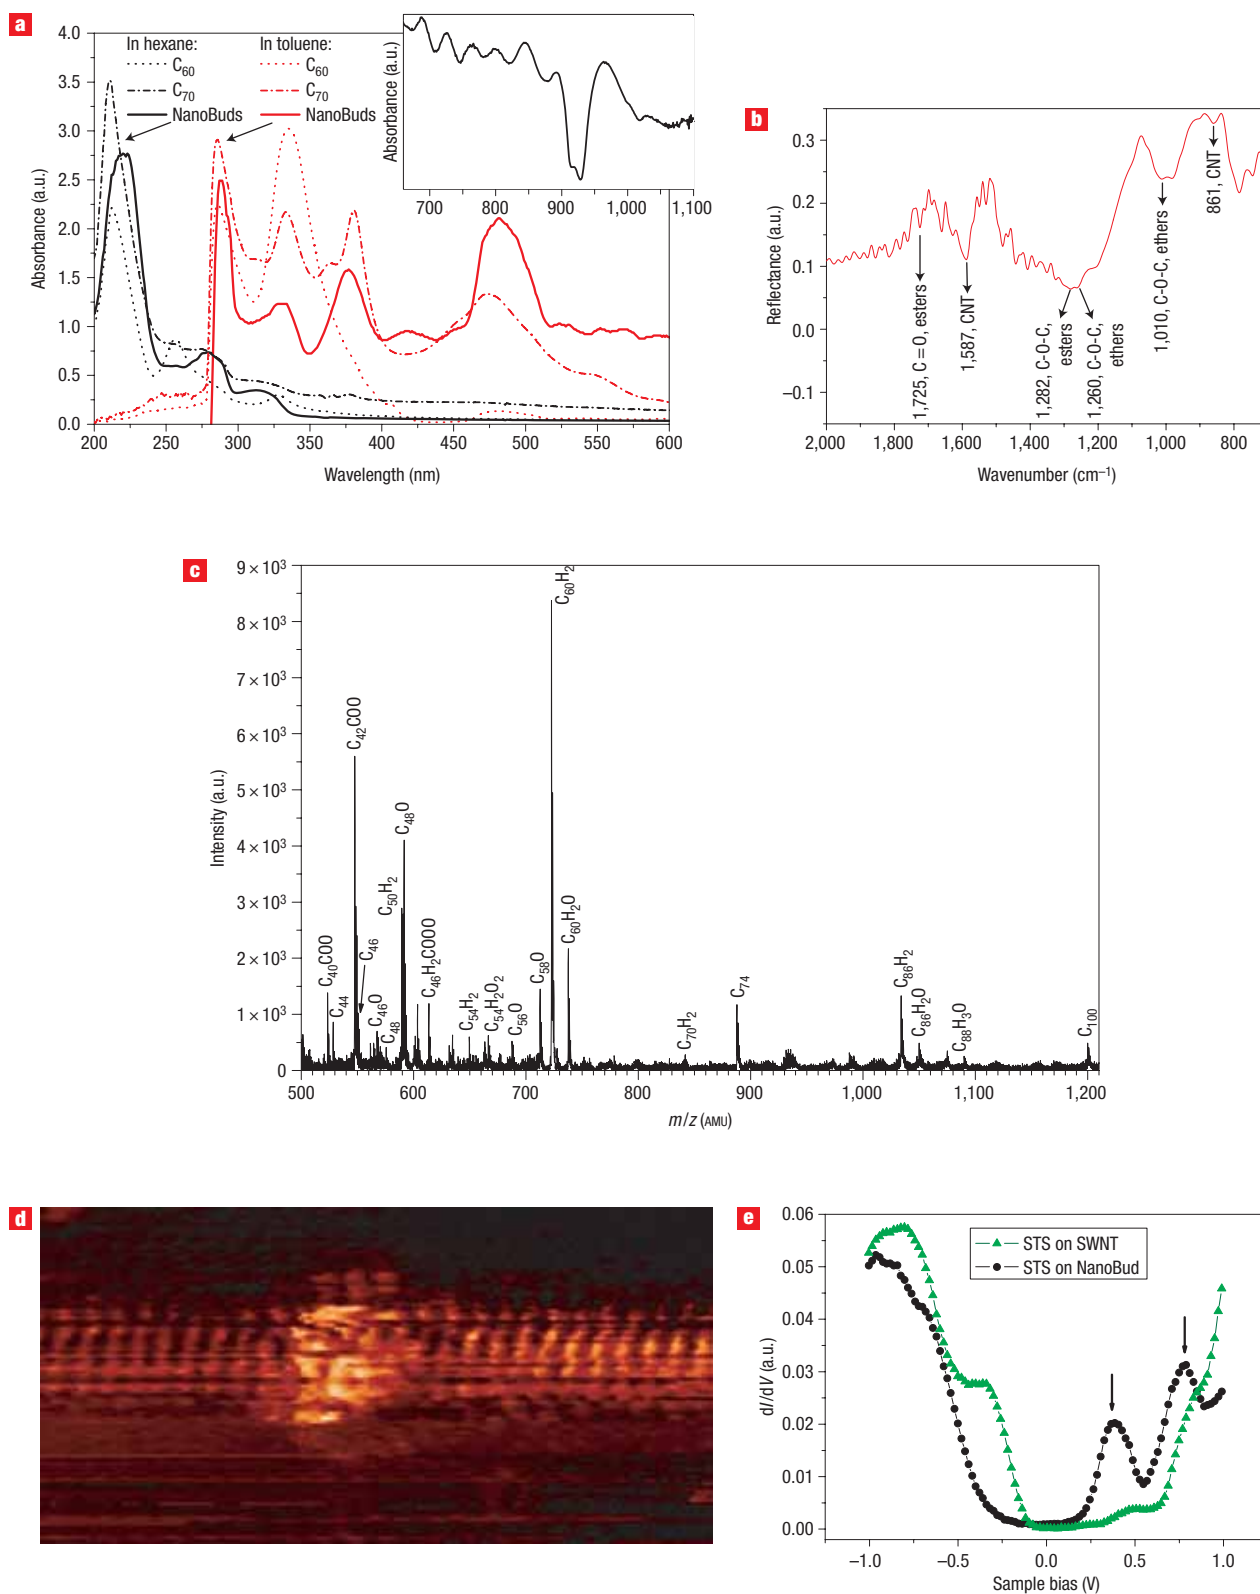 a
In hexane:
C60
C70
NanoBuds
In toluene:
C60
C70
NanoBuds
4.0
3.5
3.0
2.5
2.0
1.5
1.0
0.5
0.0
Absorbance (a.u.)
200 250 300 350 400 450 500 550 600
Wavelength (nm)
Absorbance (a.u.)
700 800 900 1,000 1,100
b
0.3
0.2
0.1
0.0
−0.1
Reflectance (a.u.)
1,725, C=O, esters
1,587, CNT
1,282, C-O-C,
esters
1,260, C-O-C,
ethers
1,010, C-O-C, ethers
861, CNT
2,000 1,800 1,600 1,400 1,200 1,000 800
Wavenumber (cm⁻¹)
c
9 × 10³
8 × 10³
7 × 10³
6 × 10³
5 × 10³
4 × 10³
3 × 10³
2 × 10³
1 × 10³
0
Intensity (a.u.)
C40COO
C44
C42COO
C46
C46O
C48
C50H2
C48O
C46H2COOO
C54H2
C54H2O2
C56O
C58O
C60H2
C60H2O
C70H2
C74
C86H2
C86H2O
C88H3O
C100
500 600 700 800 900 1,000 1,100 1,200
m/z (AMU)
d
e
0.06
0.05
0.04
0.03
0.02
0.01
0.00
dI/dV (a.u.)
STS on SWNT
STS on NanoBud
−1.0 −0.5 0.0 0.5 1.0
Sample bias (V)